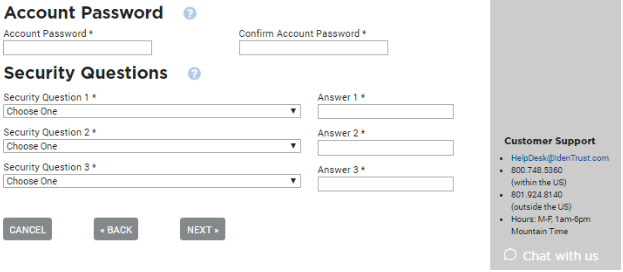 Account Password ?
Account Password * Confirm Account Password *
Security Questions ?
Security Question 1 * Answer 1 *
Choose One
Security Question 2 * Answer 2 *
Choose One
Security Question 3 * Answer 3 *
Choose One
CANCEL « BACK NEXT »
Customer Support
HelpDesk@IdenTrust.com
800.748.5360
(within the US)
801.924.8140
(outside the US)
Hours: M-F, 1am-6pm
Mountain Time
Chat with us